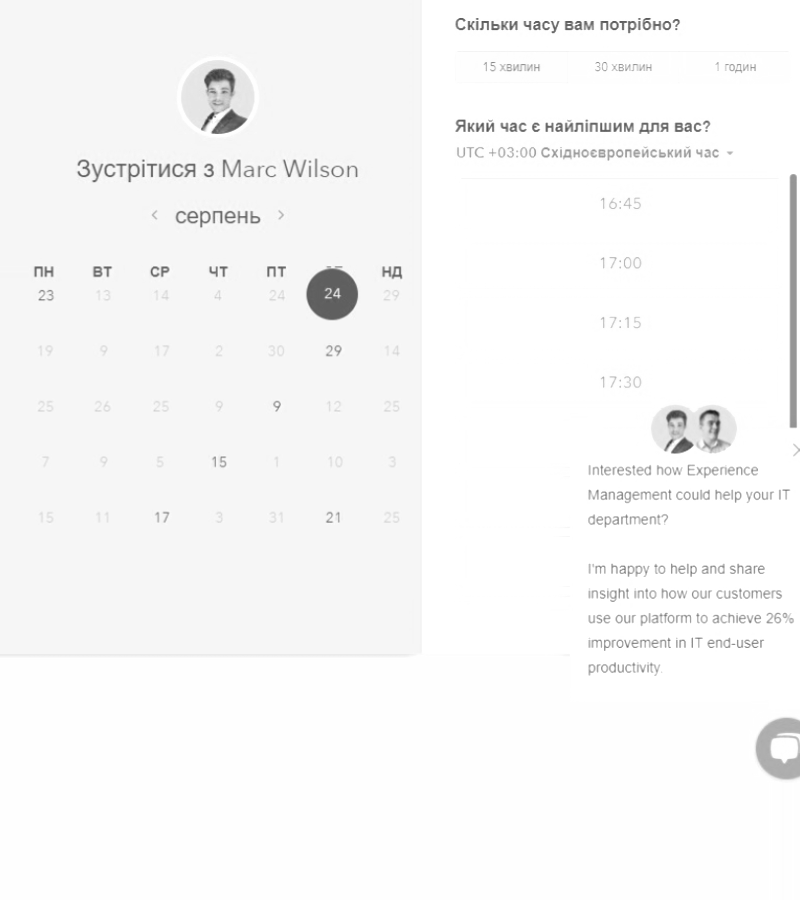 Зустрітися з Marc Wilson
серпень
ПН ВТ СР ЧТ ПТ НД
23 13 14 4 24 24 29
19 9 17 2 30 29 14
25 26 25 9 9 12 25
7 9 5 15 1 10 3
15 11 17 3 31 21 25
Скільки часу вам потрібно?
15 хвилин 30 хвилин 1 годин
Який час є найліпшим для вас?
UTC +03:00 Східноєвропейський час
16:45
17:00
17:15
17:30
Interested how Experience
Management could help your IT
department?
I'm happy to help and share
insight into how our customers
use our platform to achieve 26%
improvement in IT end-user
productivity.